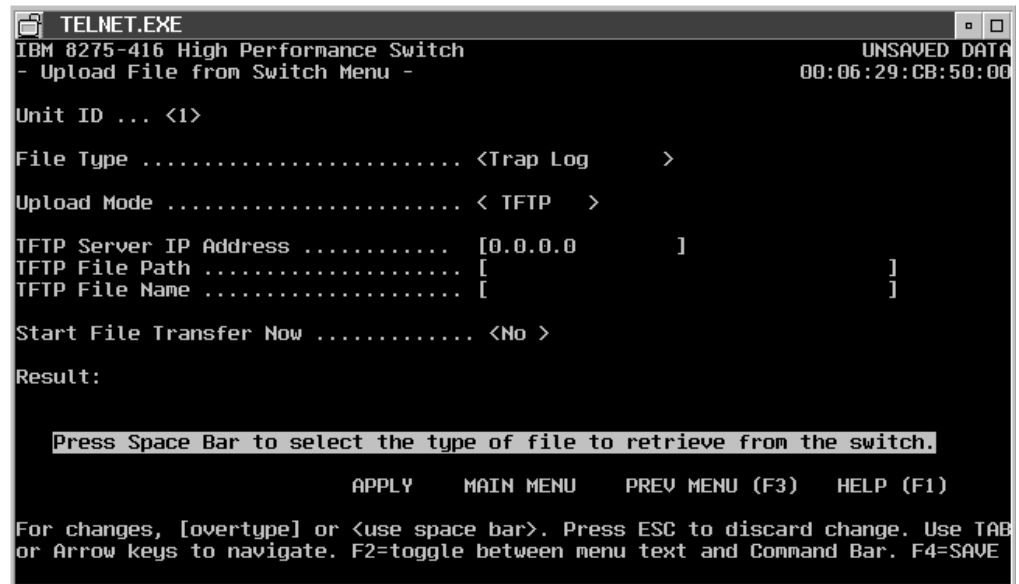 TELNET.EXE
IBM 8275-416 High Performance Switch UNSAVED DATA
- Upload File from Switch Menu - 00:06:29:CB:50:00
Unit ID ... <1>
File Type .......................... <Trap Log >
Upload Mode ........................ < TFTP >
TFTP Server IP Address ............ [0.0.0.0 ]
TFTP File Path ..................... [ ]
TFTP File Name ..................... [ ]
Start File Transfer Now ............. <No >
Result:
Press Space Bar to select the type of file to retrieve from the switch.
APPLY MAIN MENU PREV MENU (F3) HELP (F1)
For changes, [overtype] or <use space bar>. Press ESC to discard change. Use TAB
or Arrow keys to navigate. F2=toggle between menu text and Command Bar. F4=SAVE